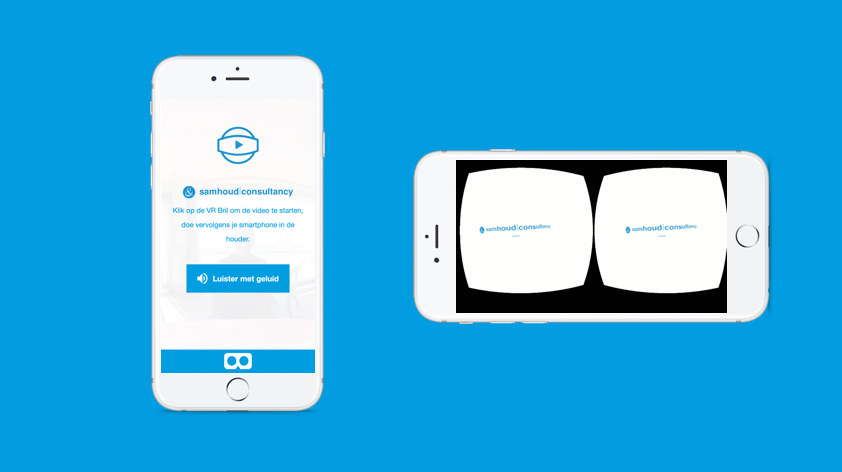 & samhoud|consultancy
Klik op de VR Bril om de video te starten,
doe vervolgens je smartphone in de
houder.
Luister met geluid
samhoud|consultancy
samhoud|consultancy